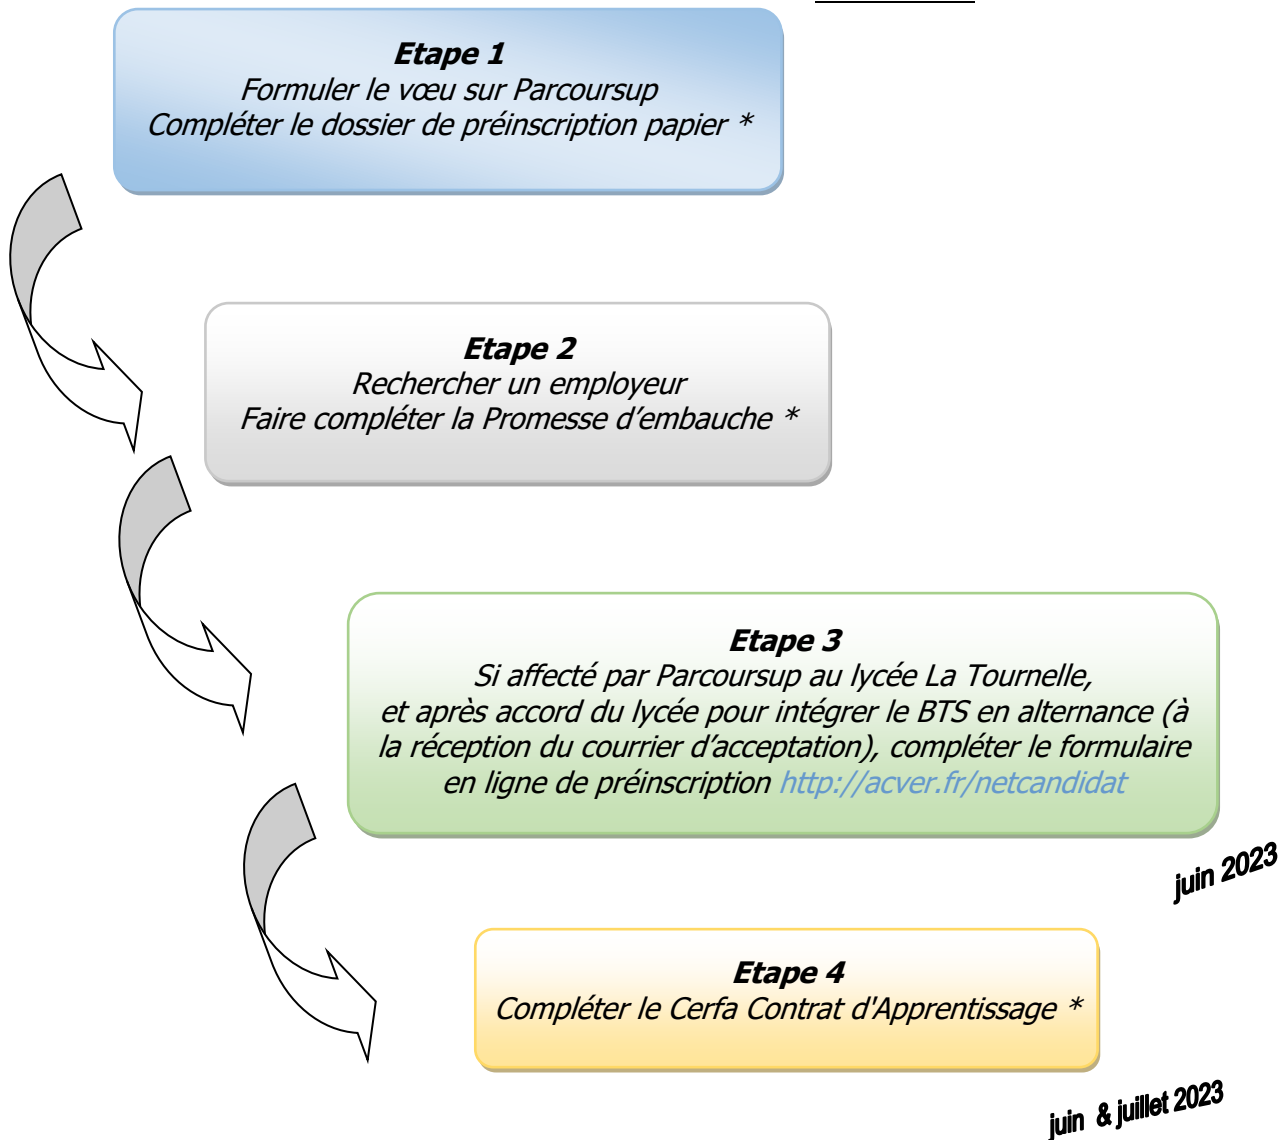 Etape 1
Formuler le vœu sur Parcoursup
Compléter le dossier de préinscription papier *
Etape 2
Rechercher un employeur
Faire compléter la Promesse d’embauche *
Etape 3
Si affecté par Parcoursup au lycée La Tournelle,
et après accord du lycée pour intégrer le BTS en alternance (à
la réception du courrier d’acceptation), compléter le formulaire
en ligne de préinscription http://acver.fr/netcandidat
juin 2023
Etape 4
Compléter le Cerfa Contrat d'Apprentissage *
juin & juillet 2023